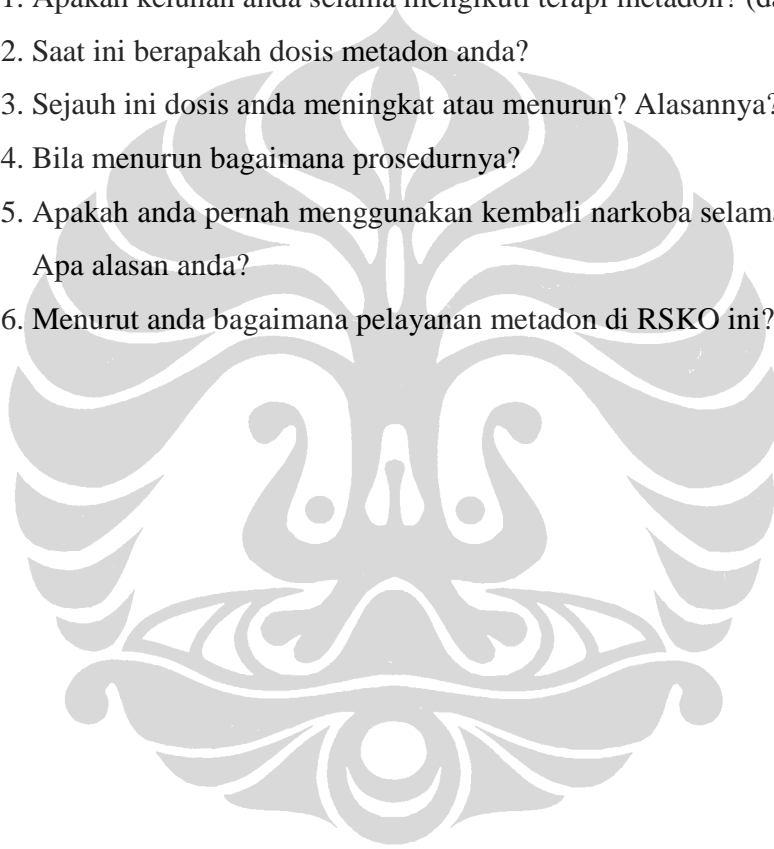 1. Apakah keluhan anda selama mengikuti terapi metadon? (da
2. Saat ini berapakah dosis metadon anda?
3. Sejauh ini dosis anda meningkat atau menurun? Alasannya?
4. Bila menurun bagaimana prosedurnya?
5. Apakah anda pernah menggunakan kembali narkoba selama
Apa alasan anda?
6. Menurut anda bagaimana pelayanan metadon di RSKO ini?